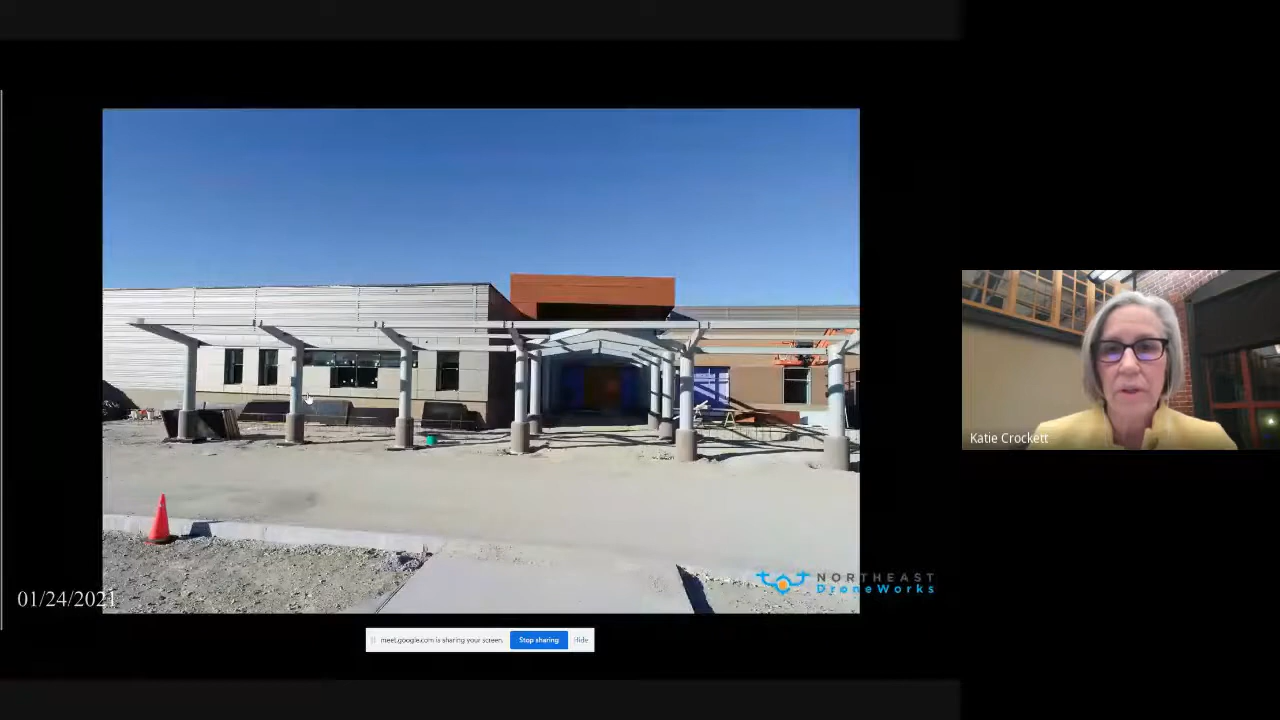 Katie Crockett
01/24/2021
NORTHEAST
DroneWorks
meet.google.com is sharing your screen.
Stop sharing
Hide